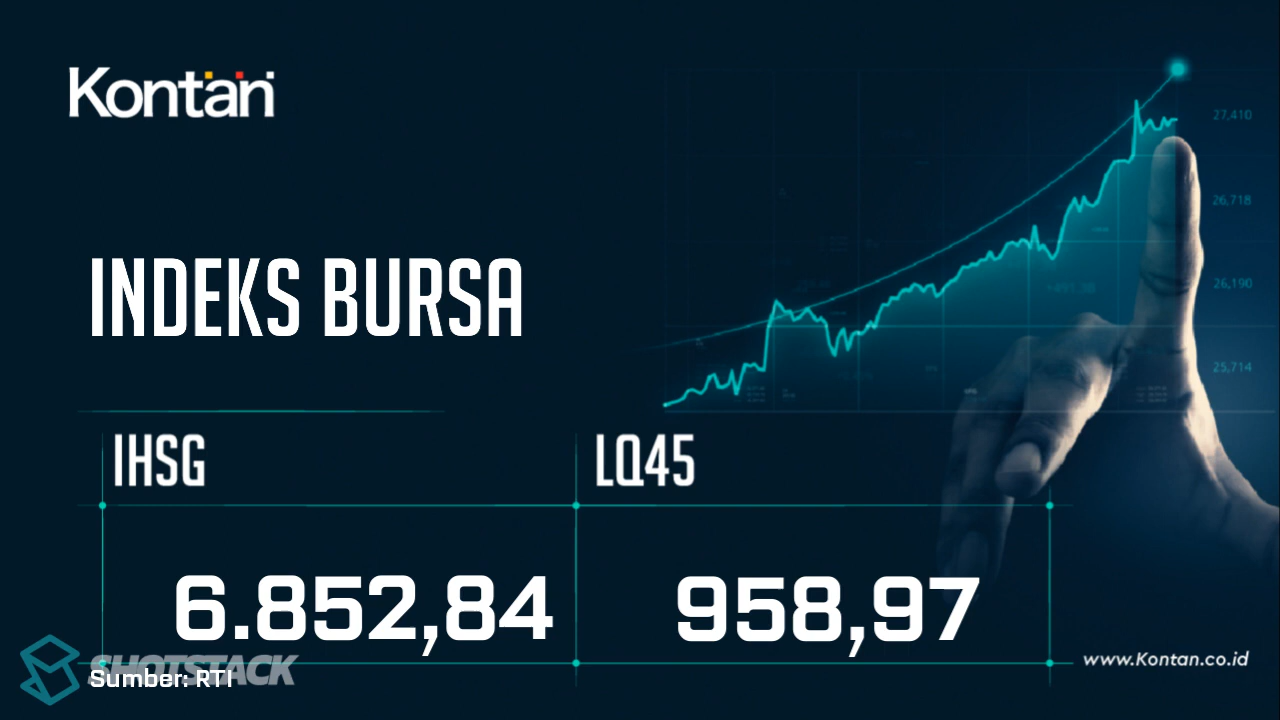 Kontan
27,410
26,718
INDEKS BURSA
26,190
25,714
IHSG
LQ45
6.852,84
958,97
SHOTSTACK
Sumber: RTI
www.Kontan.co.id